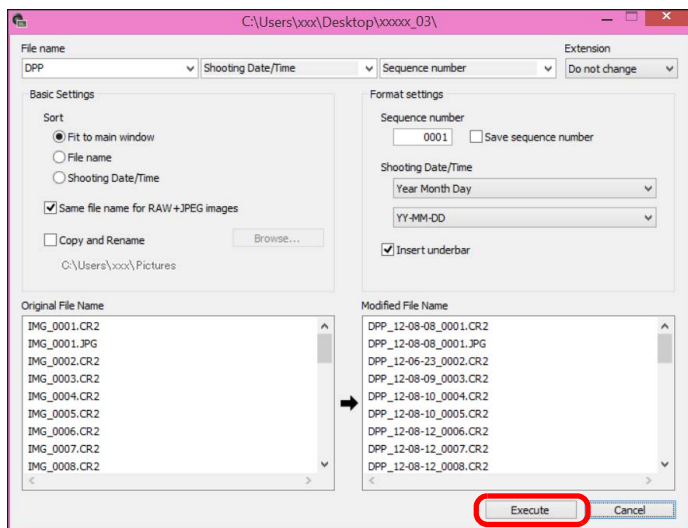 C:\Users\xxx\Desktop\xxxxx_03\
File name
Extension
DPP Shooting Date/Time Sequence number Do not change
Basic Settings
Sort
Fit to main window
File name
Shooting Date/Time
Same file name for RAW+JPEG images
Copy and Rename Browse...
C:\Users\xxx\Pictures
Format settings
Sequence number
0001 Save sequence number
Shooting Date/Time
Year Month Day
YY-MM-DD
Insert underbar
Original File Name
IMG_0001.CR2
IMG_0001.JPG
IMG_0002.CR2
IMG_0003.CR2
IMG_0004.CR2
IMG_0005.CR2
IMG_0006.CR2
IMG_0007.CR2
IMG_0008.CR2
Modified File Name
DPP_12-08-08_0001.CR2
DPP_12-08-08_0001.JPG
DPP_12-06-23_0002.CR2
DPP_12-08-09_0003.CR2
DPP_12-08-10_0004.CR2
DPP_12-08-10_0005.CR2
DPP_12-08-12_0006.CR2
DPP_12-08-12_0007.CR2
DPP_12-08-12_0008.CR2
Execute Cancel